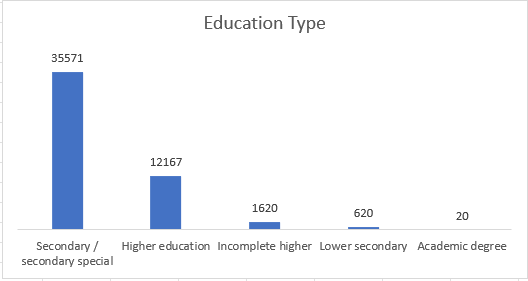 Education Type
35571
12167
1620
620
20
Secondary /
secondary special
Higher education
Incomplete higher
Lower secondary
Academic degree